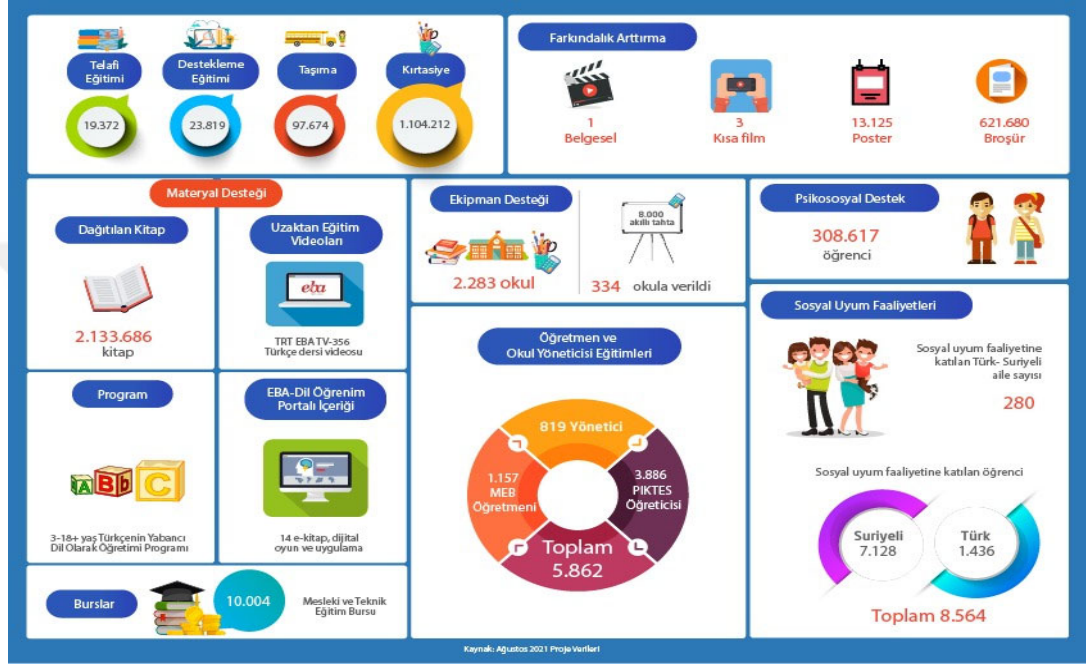 Telafi
Eğitimi
19.372
Destekleme
Eğitimi
23.819
Taşıma
97.674
Kırtasiye
1.104.212
Farkındalık Arttırma
1
Belgesel
3
Kısa film
13.125
Poster
621.680
Broşür
Materyal Desteği
Dağıtılan Kitap
2.133.686
kitap
Uzaktan Eğitim
Videoları
eba
TRT EBA TV-356
Türkçe dersi videosu
Ekipman Desteği
2.283 okul
8.000
akıllı tahta
334 okula verildi
Psikososyal Destek
308.617
öğrenci
Program
ABbC
3-18+ yaş Türkçenin Yabancı
Dil Olarak Öğretimi Programı
EBA-Dil Öğrenim
Portalı İçeriği
14 e-kitap, dijital
oyun ve uygulama
Öğretmen ve
Okul Yöneticisi Eğitimleri
819 Yönetici
1.157
MEB
Öğretmeni
3.886
PIKTES
Öğreticisi
Toplam
5.862
Sosyal Uyum Faaliyetleri
Sosyal uyum faaliyetine
katılan Türk- Suriyeli
aile sayısı
280
Sosyal uyum faaliyetine katılan öğrenci
Suriyeli
7.128
Türk
1.436
Toplam 8.564
Burslar
10.004
Mesleki ve Teknik
Eğitim Bursu
Kaynak: Ağustos 2021 Proje Verileri